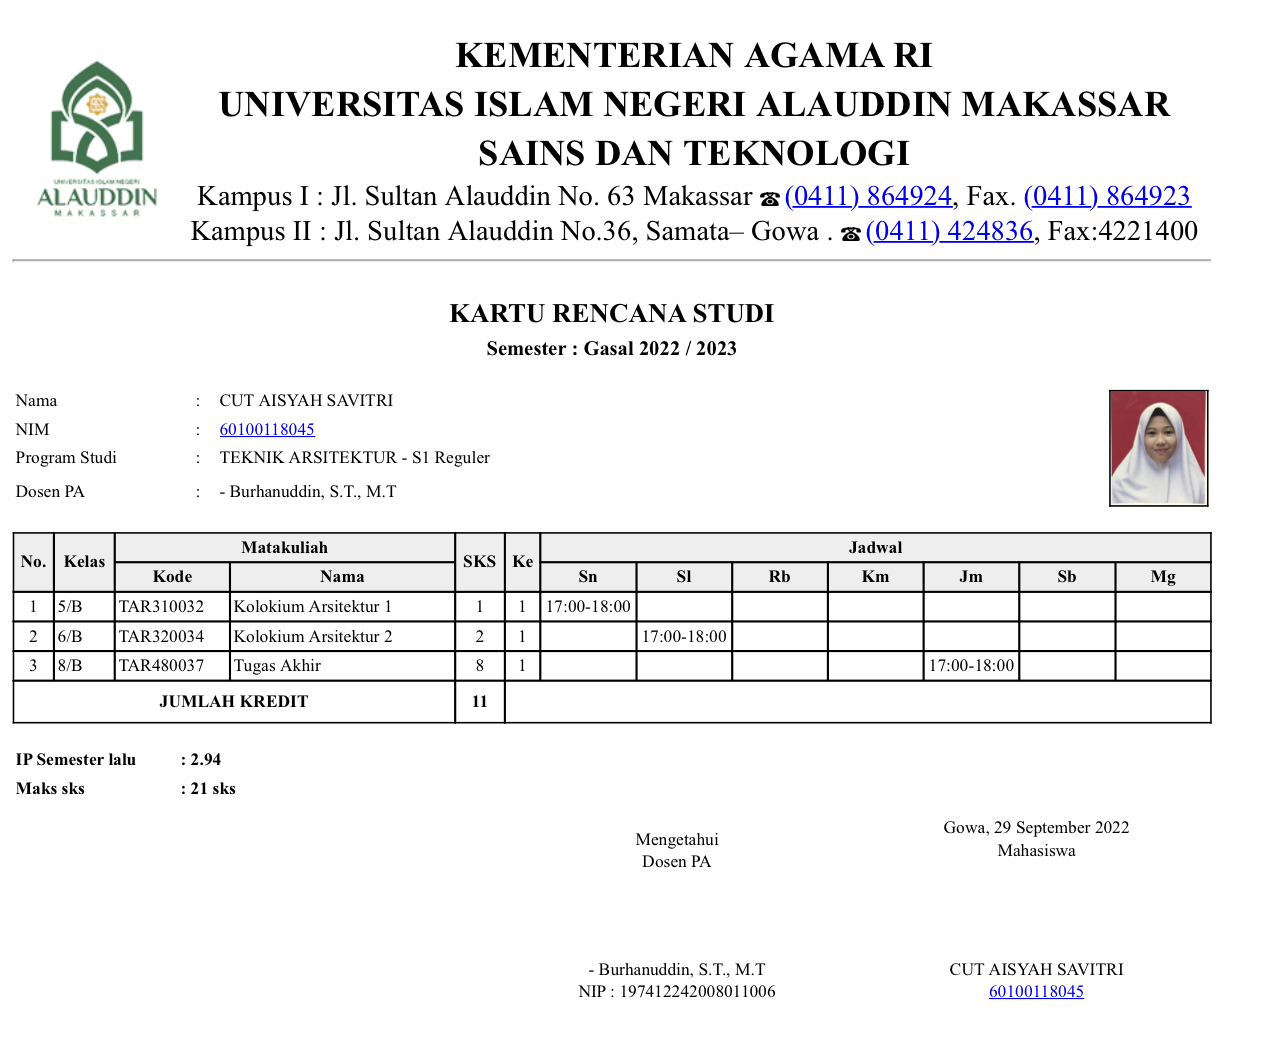 KEMENTERIAN AGAMA RI
UNIVERSITAS ISLAM NEGERI ALAUDDIN MAKASSAR
SAINS DAN TEKNOLOGI
Kampus I : Jl. Sultan Alauddin No. 63 Makassar ☎ (0411) 864924, Fax. (0411) 864923
Kampus II : Jl. Sultan Alauddin No.36, Samata– Gowa . ☎ (0411) 424836, Fax:4221400
UNIVERSITAS ISLAM NEGERI
ALAUDDIN
MAKASSAR
KARTU RENCANA STUDI
Semester : Gasal 2022 / 2023
Nama : CUT AISYAH SAVITRI
NIM : 60100118045
Program Studi : TEKNIK ARSITEKTUR - S1 Reguler
Dosen PA : - Burhanuddin, S.T., M.T
No. Kelas Matakuliah SKS Ke Jadwal
Kode Nama Sn Sl Rb Km Jm Sb Mg
1 5/B TAR310032 Kolokium Arsitektur 1 1 1 17:00-18:00
2 6/B TAR320034 Kolokium Arsitektur 2 2 1 17:00-18:00
3 8/B TAR480037 Tugas Akhir 8 1 17:00-18:00
JUMLAH KREDIT 11
IP Semester lalu : 2.94
Maks sks : 21 sks
Mengetahui
Dosen PA
- Burhanuddin, S.T., M.T
NIP : 197412242008011006
Gowa, 29 September 2022
Mahasiswa
CUT AISYAH SAVITRI
60100118045